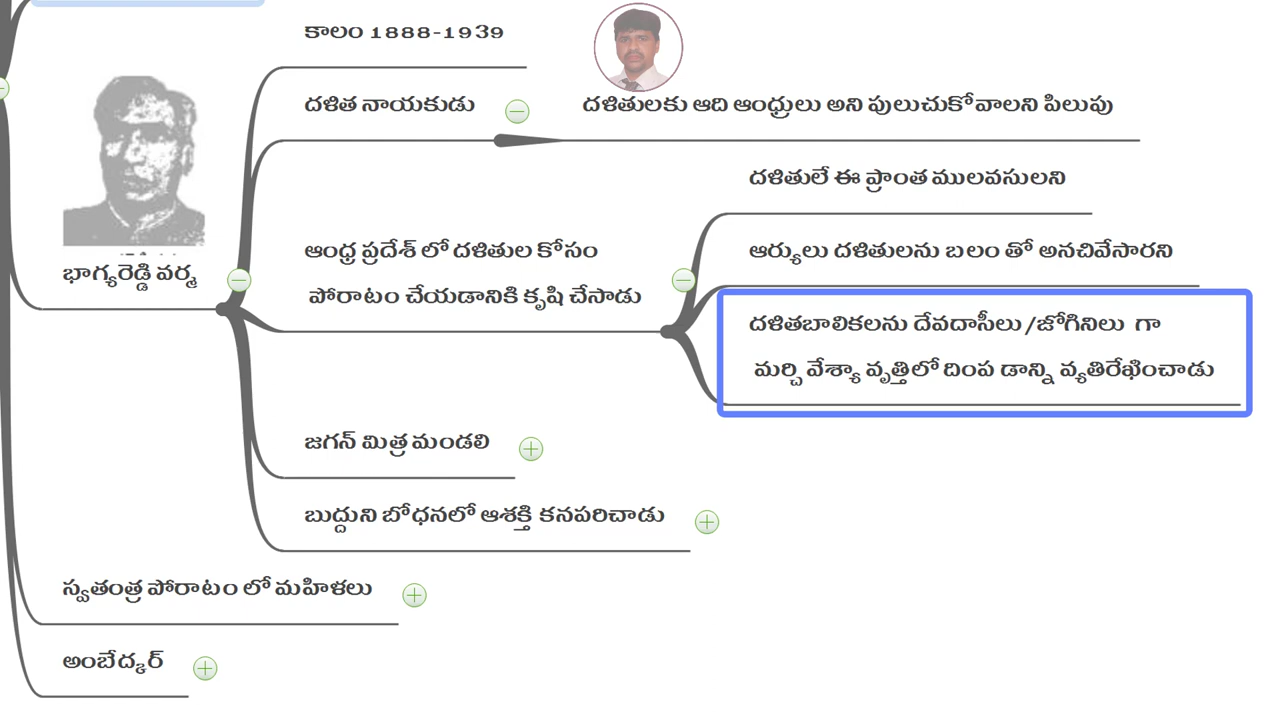 కాలం 1888-1939
దళిత నాయకుడు
దళితులకు ఆది ఆంధ్రులు అని పులుచుకోవాలని పిలుపు
భాగ్యరెడ్డి వర్మ
ఆంధ్ర ప్రదేశ్ లో దళితుల కోసం
పోరాటం చేయడానికి కృషి చేసాడు
దళితులే ఈ ప్రాంత ములవసులని
ఆర్యులు దళితులను బలం తో అనచివేసారని
దళితబాలికలను దేవదాసీలు /జోగినిలు గా
మర్చి వేశ్యా వృత్తిలో దింప డాన్ని వ్యతిరేఖించాడు
జగన్ మిత్ర మండలి
బుద్దుని బోధనలో ఆశక్తి కనపరిచాడు
స్వతంత్ర పోరాటం లో మహిళలు
అంబేద్కర్